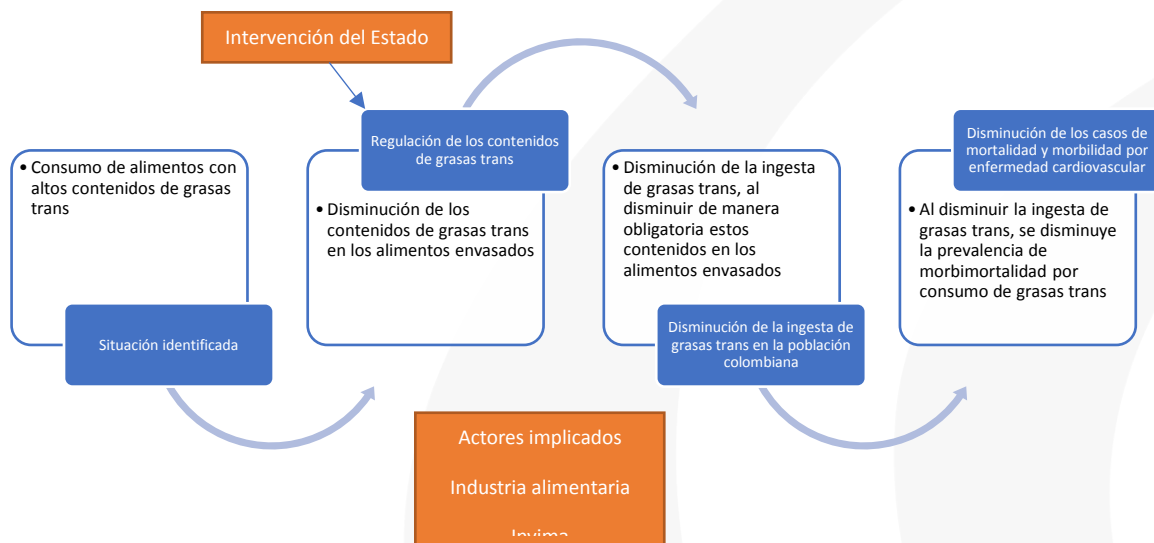 Intervención del Estado
• Consumo de alimentos con
altos contenidos de grasas
trans
Situación identificada
Regulación de los contenidos
de grasas trans
• Disminución de los
contenidos de grasas trans
en los alimentos envasados
• Disminución de la ingesta
de grasas trans, al
disminuir de manera
obligatoria estos
contenidos en los
alimentos envasados
Disminución de la ingesta de
grasas trans en la población
colombiana
Disminución de los casos de
mortalidad y morbilidad por
enfermedad cardiovascular
• Al disminuir la ingesta de
grasas trans, se disminuye
la prevalencia de
morbimortalidad por
consumo de grasas trans
Actores implicados
Industria alimentaria
Invima